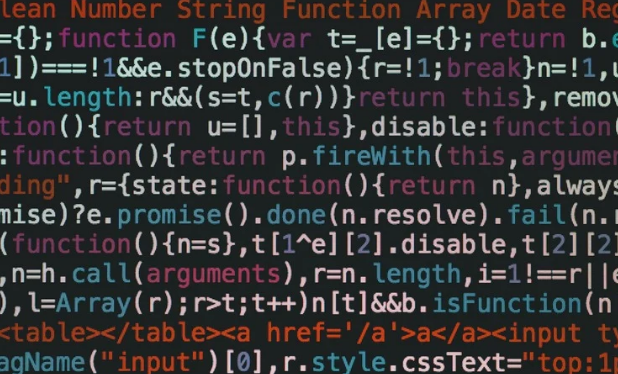 lean Number String Function Array Date Reg
={};function F(e){var t=_[e]={};return b.e
1])===!1&&e.stopOnFalse){r=!1;break}n=!1,u
=u.length:r&&(s=t,c(r))}return this},remov
tion(){return u=[],this},disable:function(
:function(){return p.fireWith(this,argumen
ding",r={state:function(){return n},always
mise)?e.promise().done(n.resolve).fail(n.r
(function(){n=s},t[1^e][2].disable,t[2][2]
,n=h.call(arguments),r=n.length,i=1!==r||e
),l=Array(r);r>t;t++)n[t]&&b.isFunction(n
<table></table><a href='/a'>a</a><input ty
agName("input")[0],r.style.cssText="top:1p